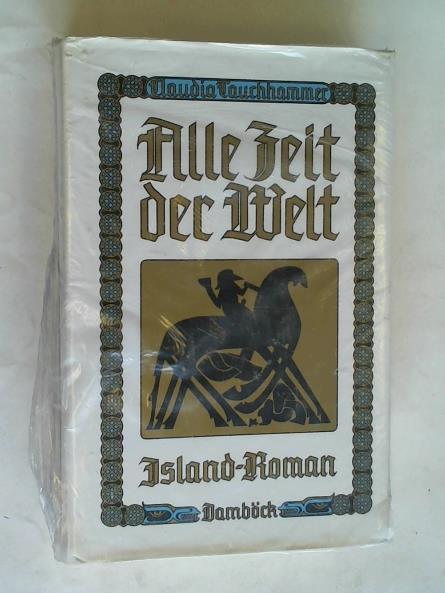 Claudia Tauchhammer
Alle Zeit
der Welt
Island-Roman
Damböck